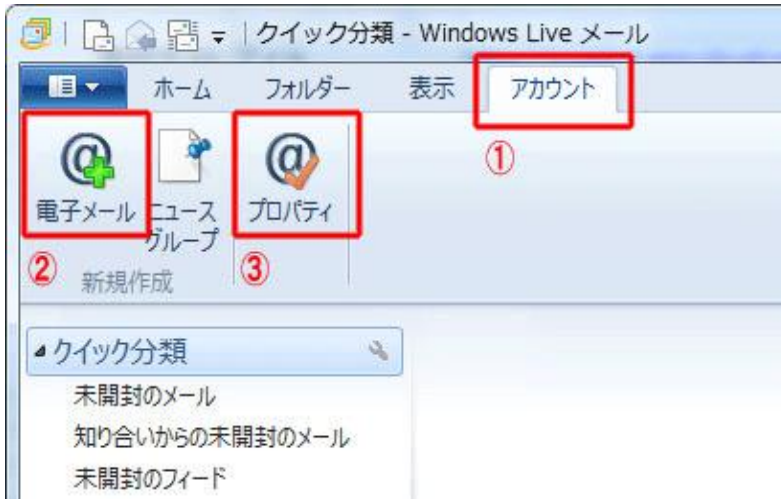 クイック分類 - Windows Live メール
ホーム フォルダー 表示 アカウント
①
電子メール ニュース グループ プロパティ
② ③
新規作成
クイック分類
未開封のメール
知り合いからの未開封のメール
未開封のフィード